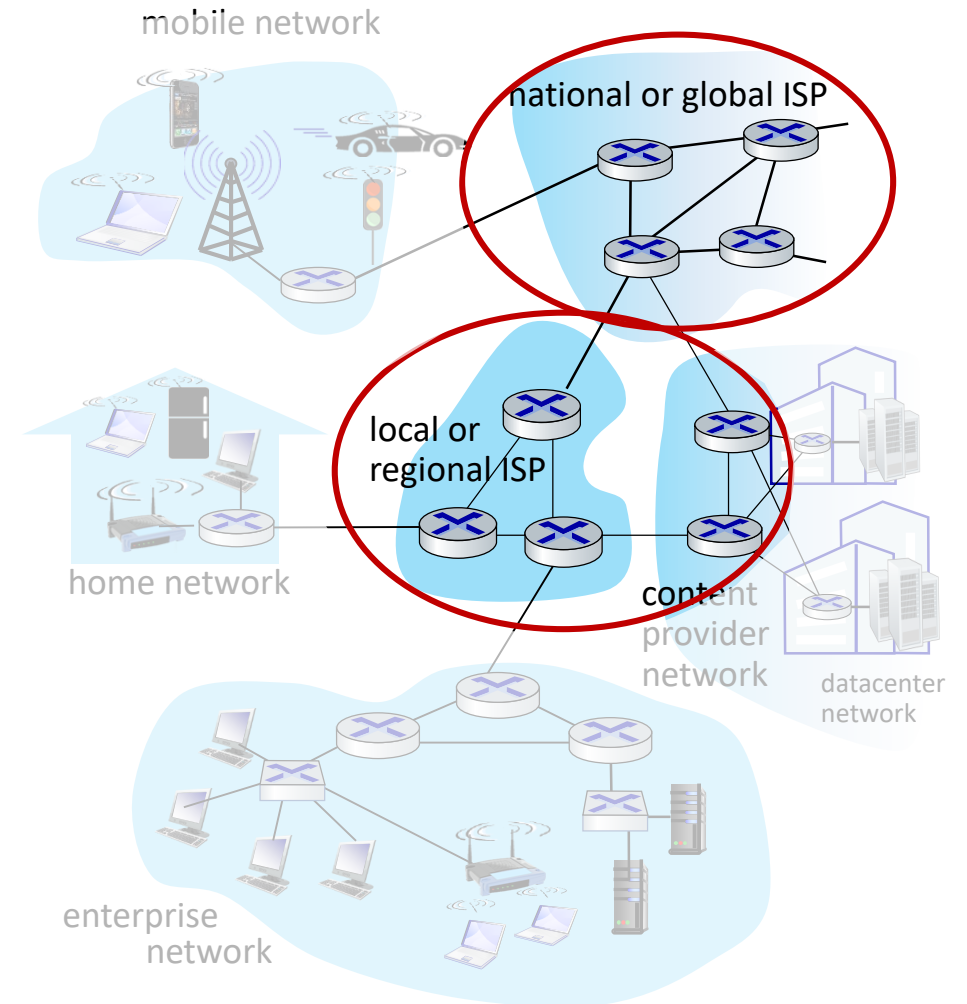 mobile network
national or global ISP
local or
regional ISP
home network
content
provider
network
datacenter
network
enterprise
network